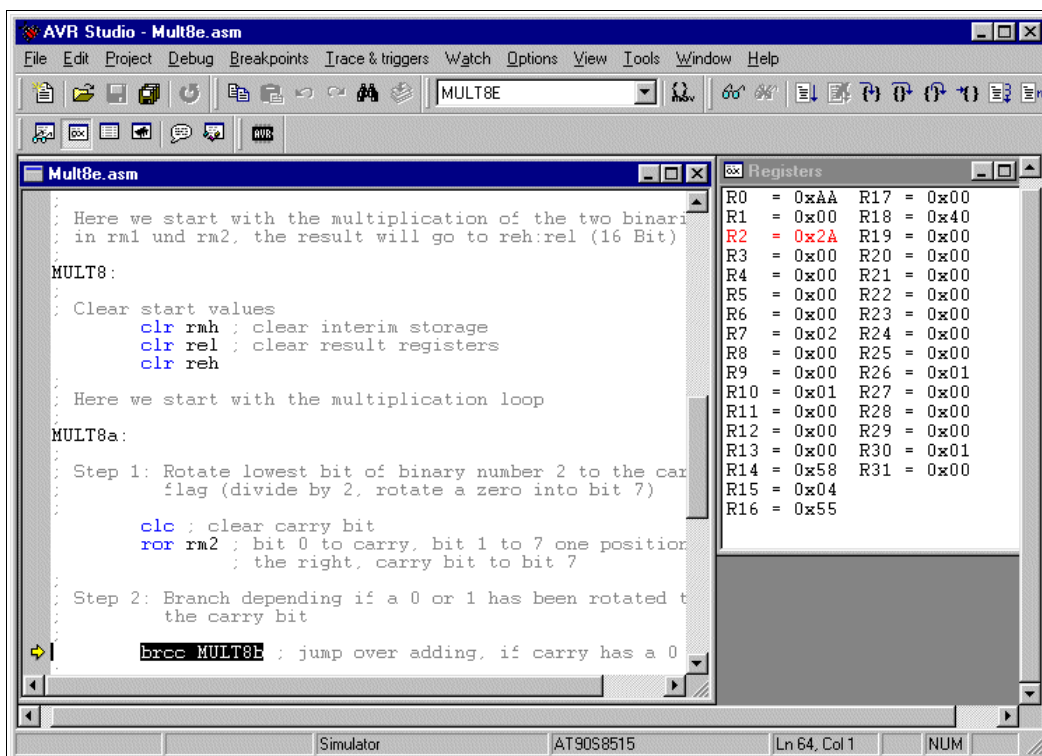 AVR Studio - Mult8e.asm
File Edit Project Debug Breakpoints Trace & triggers Watch Options View Tools Window Help
MULT8E
mov
AVR
Mult8e.asm
;
; Here we start with the multiplication of the two binari
; in rm1 und rm2, the result will go to reh:rel (16 Bit)
;
MULT8:
;
; Clear start values
clr rmh ; clear interim storage
clr rel ; clear result registers
clr reh
;
; Here we start with the multiplication loop
;
MULT8a:
;
; Step 1: Rotate lowest bit of binary number 2 to the car
; flag (divide by 2, rotate a zero into bit 7)
;
clc ; clear carry bit
ror rm2 ; bit 0 to carry, bit 1 to 7 one position
; the right, carry bit to bit 7
;
; Step 2: Branch depending if a 0 or 1 has been rotated t
; the carry bit
;
brcc MULT8b ; jump over adding, if carry has a 0
Registers
R0 = 0xAA R17 = 0x00
R1 = 0x00 R18 = 0x40
R2 = 0x2A R19 = 0x00
R3 = 0x00 R20 = 0x00
R4 = 0x00 R21 = 0x00
R5 = 0x00 R22 = 0x00
R6 = 0x00 R23 = 0x00
R7 = 0x02 R24 = 0x00
R8 = 0x00 R25 = 0x00
R9 = 0x00 R26 = 0x01
R10 = 0x01 R27 = 0x00
R11 = 0x00 R28 = 0x00
R12 = 0x00 R29 = 0x00
R13 = 0x00 R30 = 0x01
R14 = 0x58 R31 = 0x00
R15 = 0x04
R16 = 0x55
Simulator AT90S8515 Ln 64, Col 1 NUM